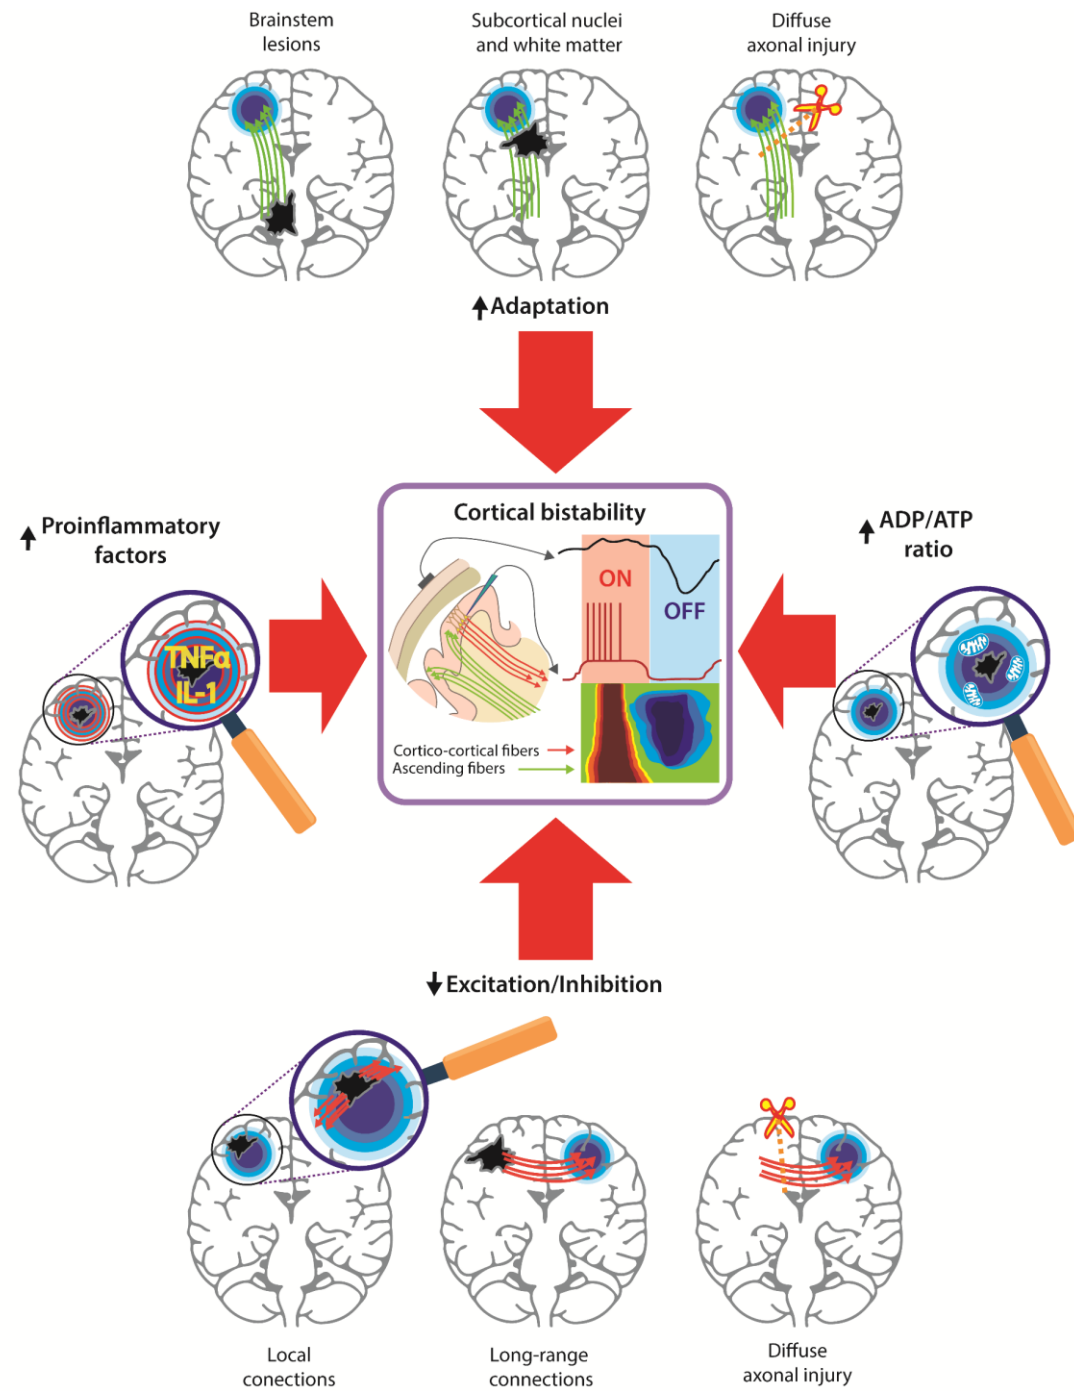 Brainstem
lesions
Subcortical nuclei
and white matter
Diffuse
axonal injury
Adaptation
Proinflammatory
factors
TNFα
IL-1
Cortical bistability
ON
OFF
Cortico-cortical fibers
Ascending fibers
ADP/ATP
ratio
Excitation/Inhibition
Local
conections
Long-range
connections
Diffuse
axonal injury